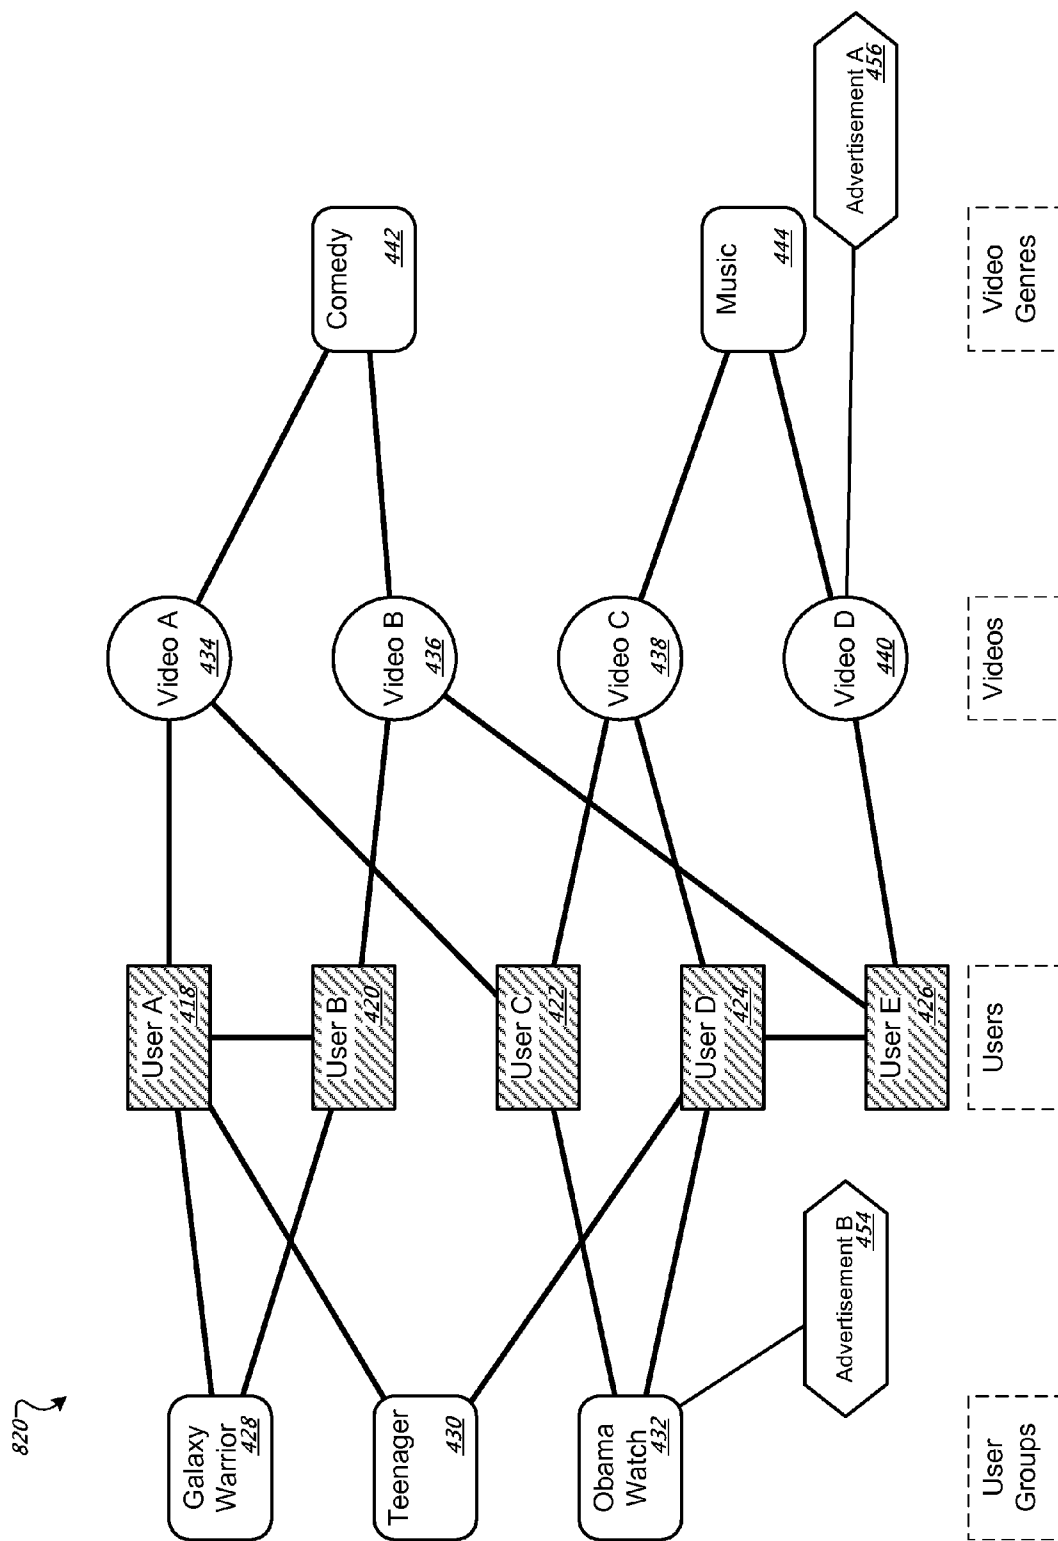 820
Galaxy
Warrior
428
Teenager
430
Obama
Watch
432
Advertisement B
454
User
Groups
User A
418
User B
420
User C
422
User D
424
User E
426
Users
Video A
434
Video B
436
Video C
438
Video D
440
Videos
Comedy
442
Music
444
Advertisement A
456
Video
Genres